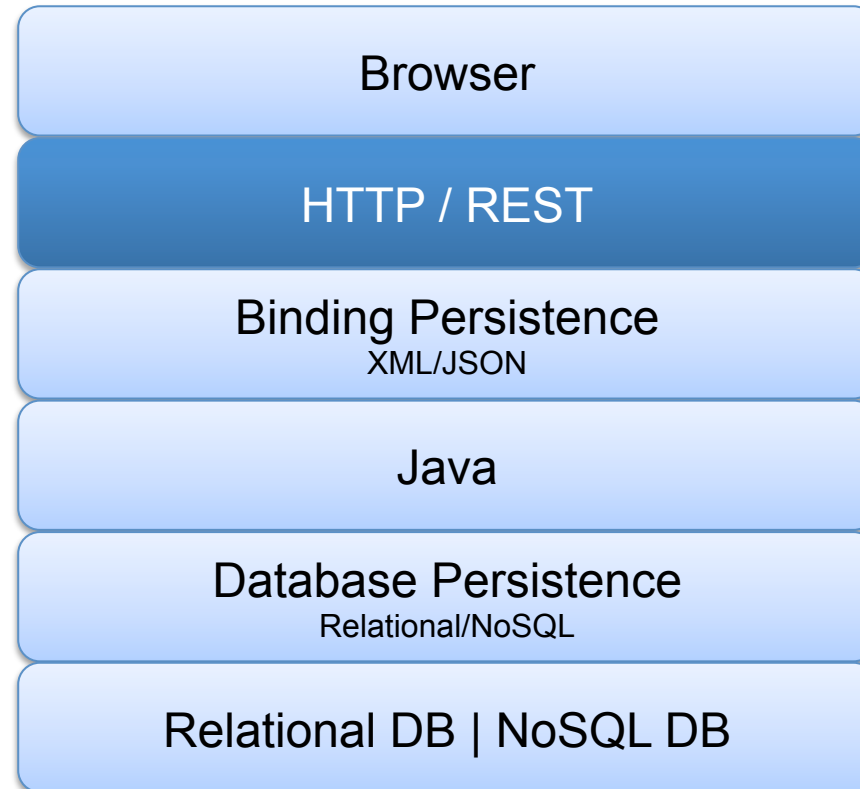 Browser
HTTP / REST
Binding Persistence
XML/JSON
Java
Database Persistence
Relational/NoSQL
Relational DB | NoSQL DB